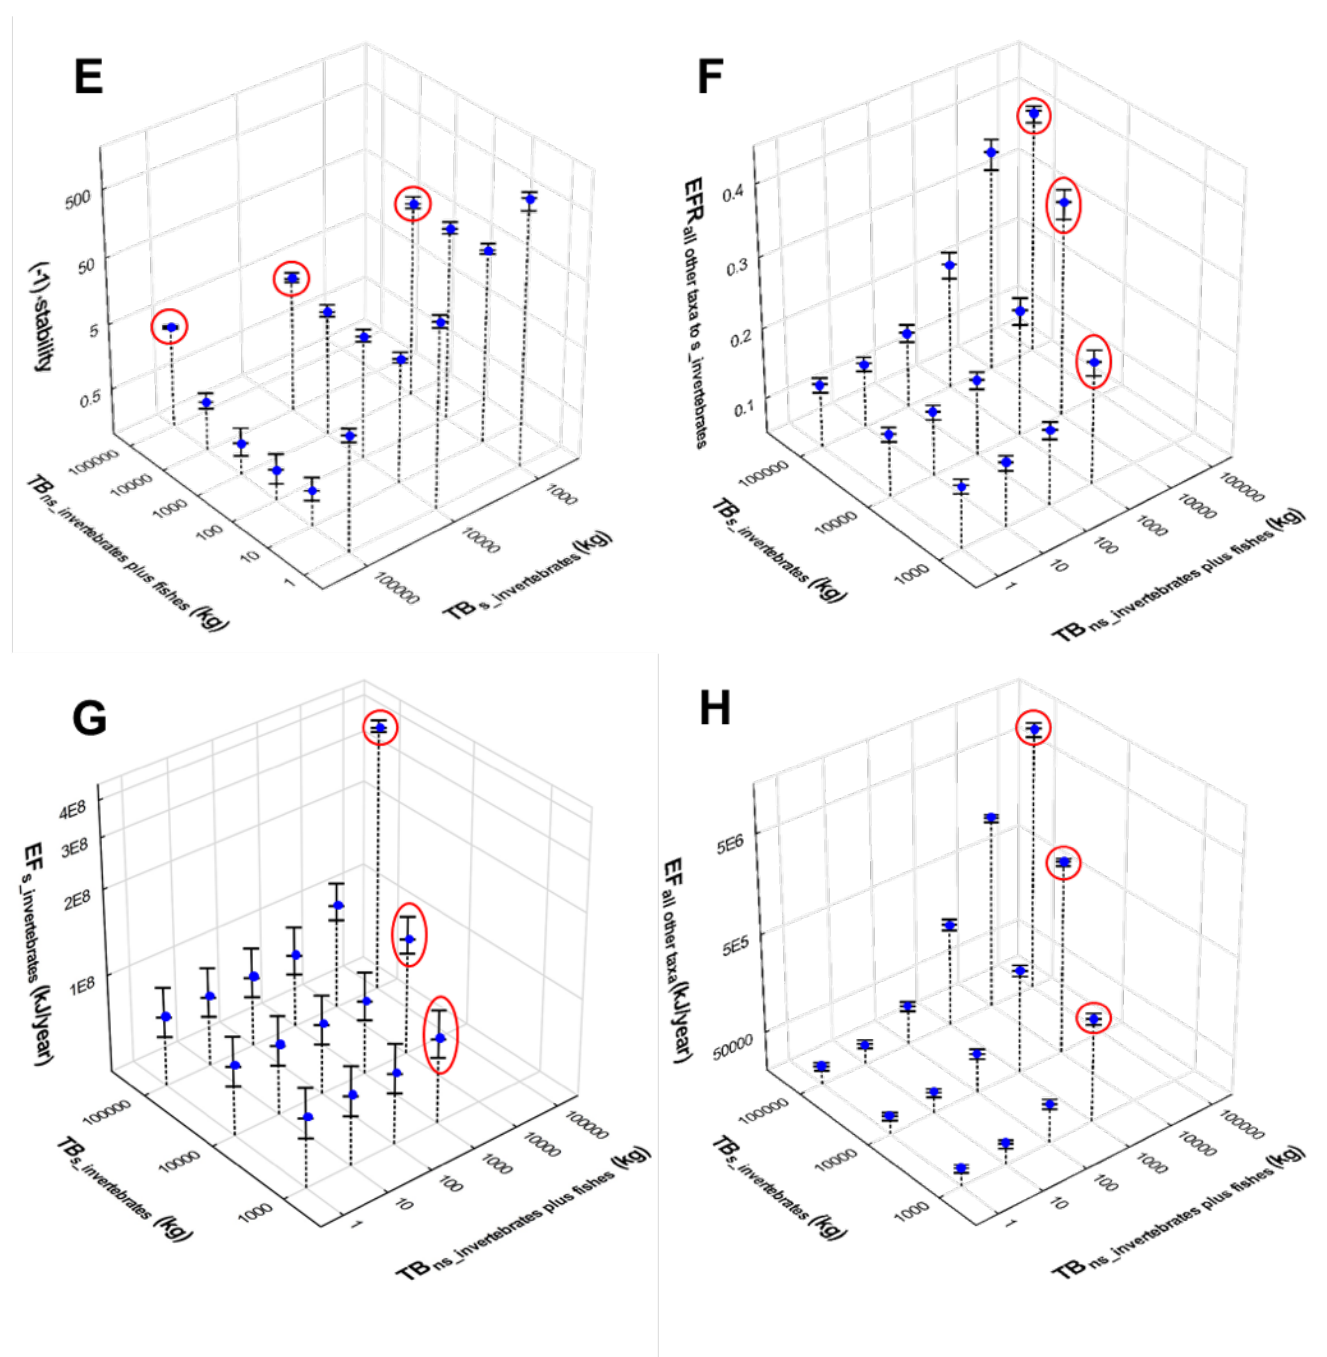 E
500
50
5
0.5
(-1)·stability
100000
10000
1000
100
10
1
TBns_invertebrates plus fishes (kg)
1000
10000
100000
TBs_invertebrates (kg)
F
0.4
0.3
0.2
0.1
EFRall other taxa to s_invertebrates
100000
10000
1000
TBs_invertebrates (kg)
1
10
100
1000
10000
100000
TBns_invertebrates plus fishes (kg)
G
4E8
3E8
2E8
1E8
EFs_invertebrates (kJ/year)
100000
10000
1000
TBs_invertebrates (kg)
1
10
100
1000
10000
100000
TBns_invertebrates plus fishes (kg)
H
5E6
5E5
50000
EFall other taxa(kJ/year)
100000
10000
1000
TBs_invertebrates (kg)
1
10
100
1000
10000
100000
TBns_invertebrates plus fishes (kg)